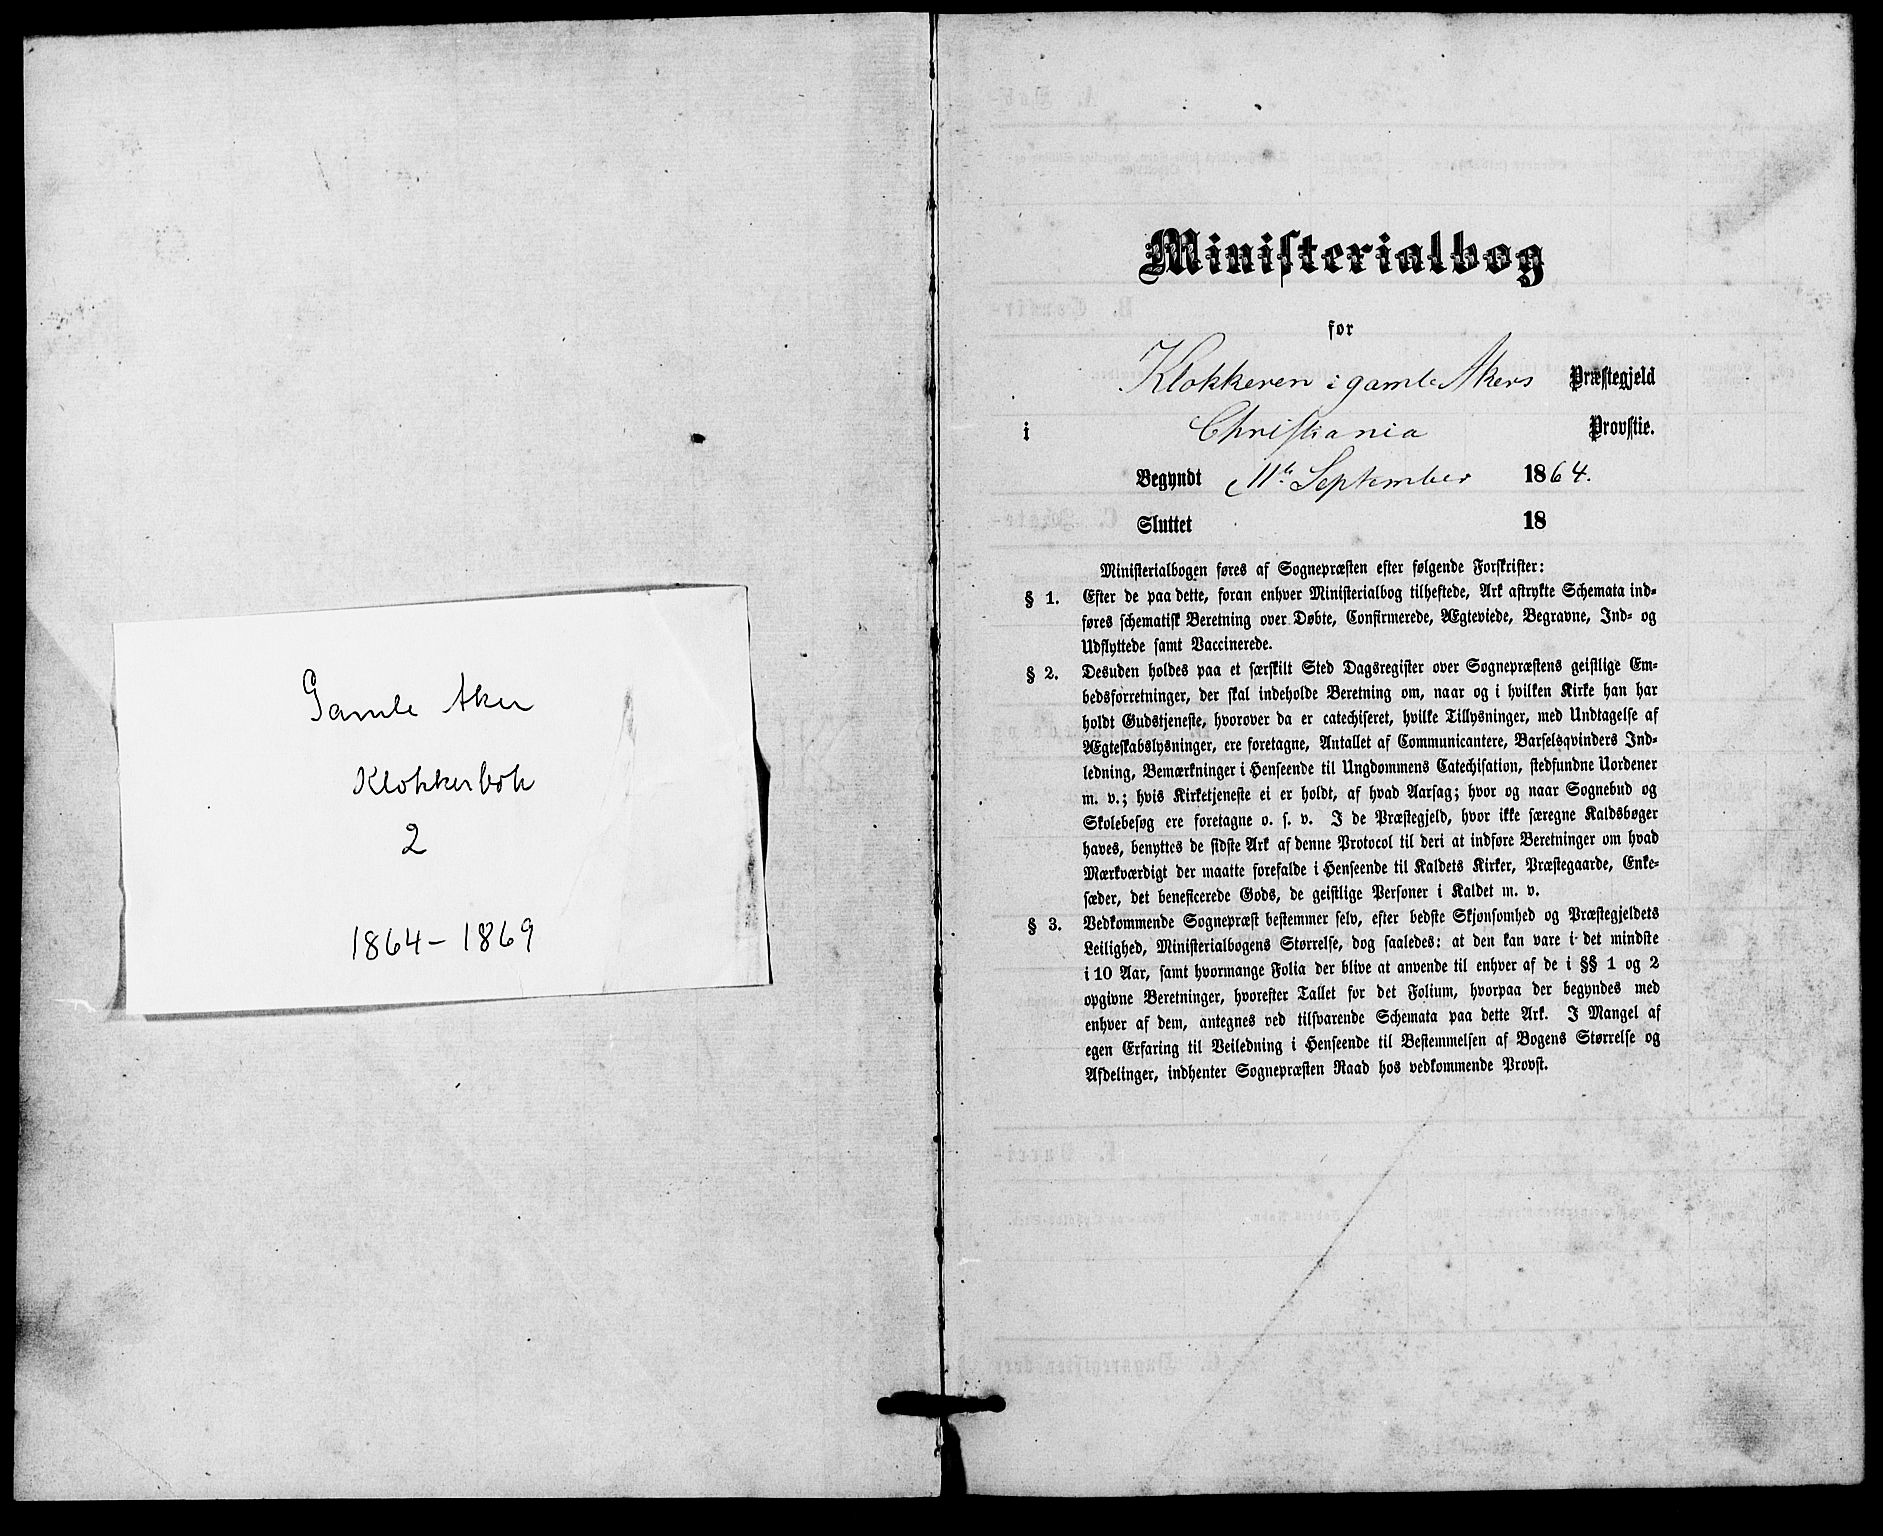 Gamle Aker
Klokkerbok
2
1864-1869
Ministerialbog
for
Klokkeren i gamle Akers Præstegjeld
i Christiania Provstie.
Begyndt 11te September 1864.
Sluttet 18
Ministerialbogen føres af Sognepræsten efter følgende Forskrifter:
§ 1. Efter de paa dette, foran enhver Ministerialbog tilheftede, Ark aftrykte Schemata ind-
føres schematisk Beretning over Døbte, Confirmerede, Ægteviede, Begravne, Ind- og
Udflyttede samt Vaccinerede.
§ 2. Desuden holdes paa et særskilt Sted Dagsregister over Sognepræstens geistlige Em-
bedsforretninger, der skal indeholde Beretning om, naar og i hvilken Kirke han har
holdt Gudstjeneste, hvorover da er catechiseret, hvilke Tillysninger, med Undtagelse af
Ægteskabslysninger, ere foretagne, Antallet af Communicantere, Barselsqvinders Ind-
ledning, Bemærkninger i Henseende til Ungdommens Catechisation, stedfundne Uordener
m. v.; hvis Kirketjeneste ei er holdt, af hvad Aarsag; hvor og naar Sognebud og
Skolebesøg ere foretagne o. s. v. I de Præstegjeld, hvor ikke særegne Kaldsbøger
haves, benyttes de sidste Ark af denne Protocol til deri at indføre Beretninger om hvad
Mærkværdigt der maatte forefalde i Henseende til Kaldets Kirker, Præstegaarde, Enke-
sæder, det beneficerede Gods, de geistlige Personer i Kaldet m. v.
§ 3. Vedkommende Sognepræst bestemmer selv, efter bedste Skjønsomhed og Præstegjeldets
Leilighed, Ministerialbogens Størrelse, dog saaledes: at den kan vare i det mindste
i 10 Aar, samt hvormange Folia der blive at anvende til enhver af de i §§ 1 og 2
opgivne Beretninger, hvorefter Tallet for det Folium, hvorpaa der begyndes med
enhver af dem, antegnes ved tilsvarende Schemata paa dette Ark. I Mangel af
egen Erfaring til Veiledning i Henseende til Bestemmelsen af Bogens Størrelse og
Afdelinger, indhenter Sognepræsten Raad hos vedkommende Provst.